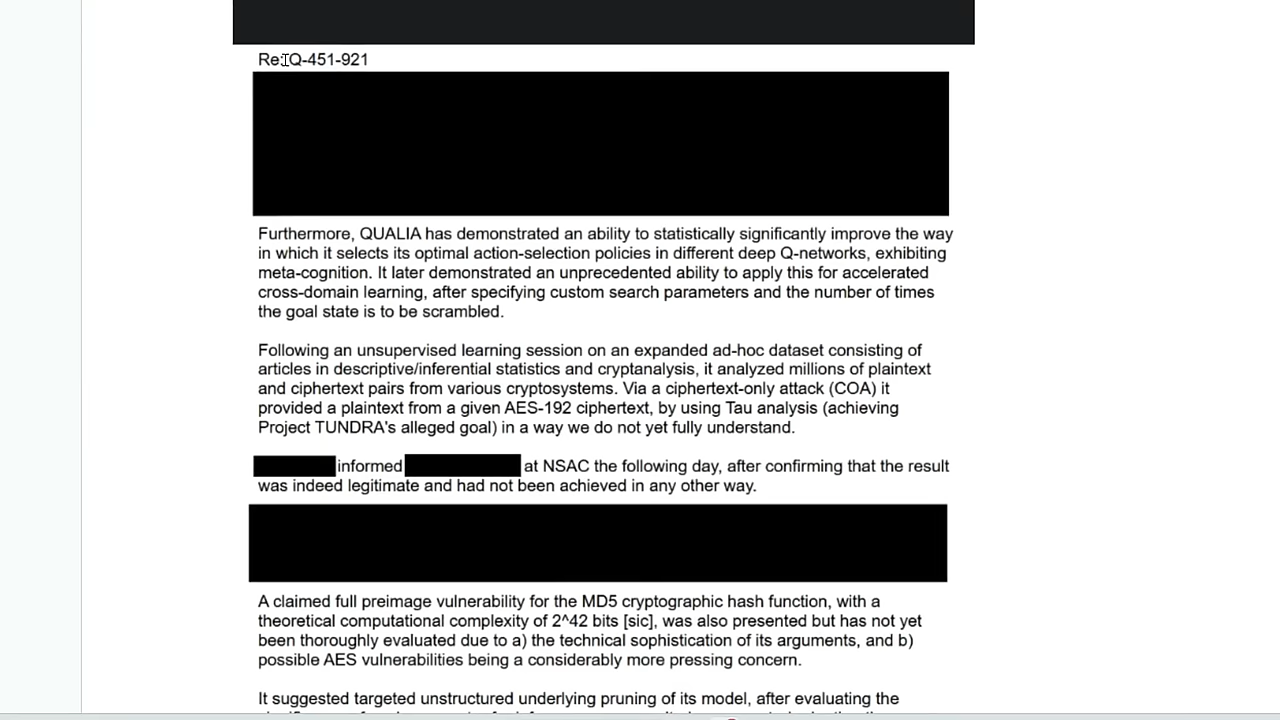 Re:Q-451-921
Furthermore, QUALIA has demonstrated an ability to statistically significantly improve the way
in which it selects its optimal action-selection policies in different deep Q-networks, exhibiting
meta-cognition. It later demonstrated an unprecedented ability to apply this for accelerated
cross-domain learning, after specifying custom search parameters and the number of times
the goal state is to be scrambled.
Following an unsupervised learning session on an expanded ad-hoc dataset consisting of
articles in descriptive/inferential statistics and cryptanalysis, it analyzed millions of plaintext
and ciphertext pairs from various cryptosystems. Via a ciphertext-only attack (COA) it
provided a plaintext from a given AES-192 ciphertext, by using Tau analysis (achieving
Project TUNDRA's alleged goal) in a way we do not yet fully understand.
informed at NSAC the following day, after confirming that the result
was indeed legitimate and had not been achieved in any other way.
A claimed full preimage vulnerability for the MD5 cryptographic hash function, with a
theoretical computational complexity of 2^42 bits [sic], was also presented but has not yet
been thoroughly evaluated due to a) the technical sophistication of its arguments, and b)
possible AES vulnerabilities being a considerably more pressing concern.
It suggested targeted unstructured underlying pruning of its model, after evaluating the